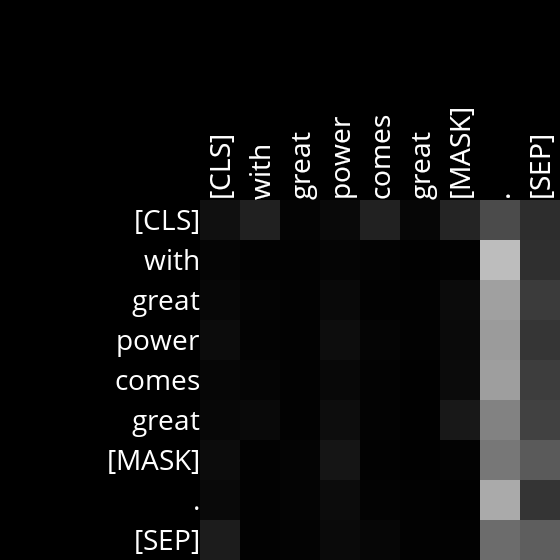 [CLS] with great power comes great [MASK] . [SEP]
[CLS]
with
great
power
comes
great
[MASK]
.
[SEP]